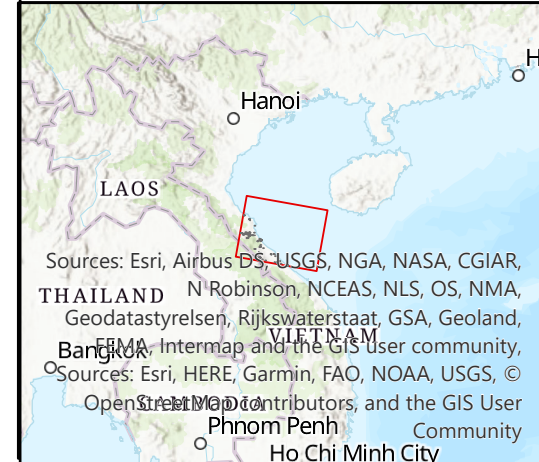 H
Hanoi
LAOS
Sources: Esri, Airbus DS, USGS, NGA, NASA, CGIAR,
THAILAND
N Robinson, NCEAS, NLS, OS, NMA,
Geodatastyrelsen, Rijkswaterstaat, GSA, Geoland,
VIETNAM
FEMA, Intermap and the GIS user community,
Bangkok
Sources: Esri, HERE, Garmin, FAO, NOAA, USGS, ©
OpenStreetMap contributors, and the GIS User
CAMBODIA
Phnom Penh
Community
Ho Chi Minh City